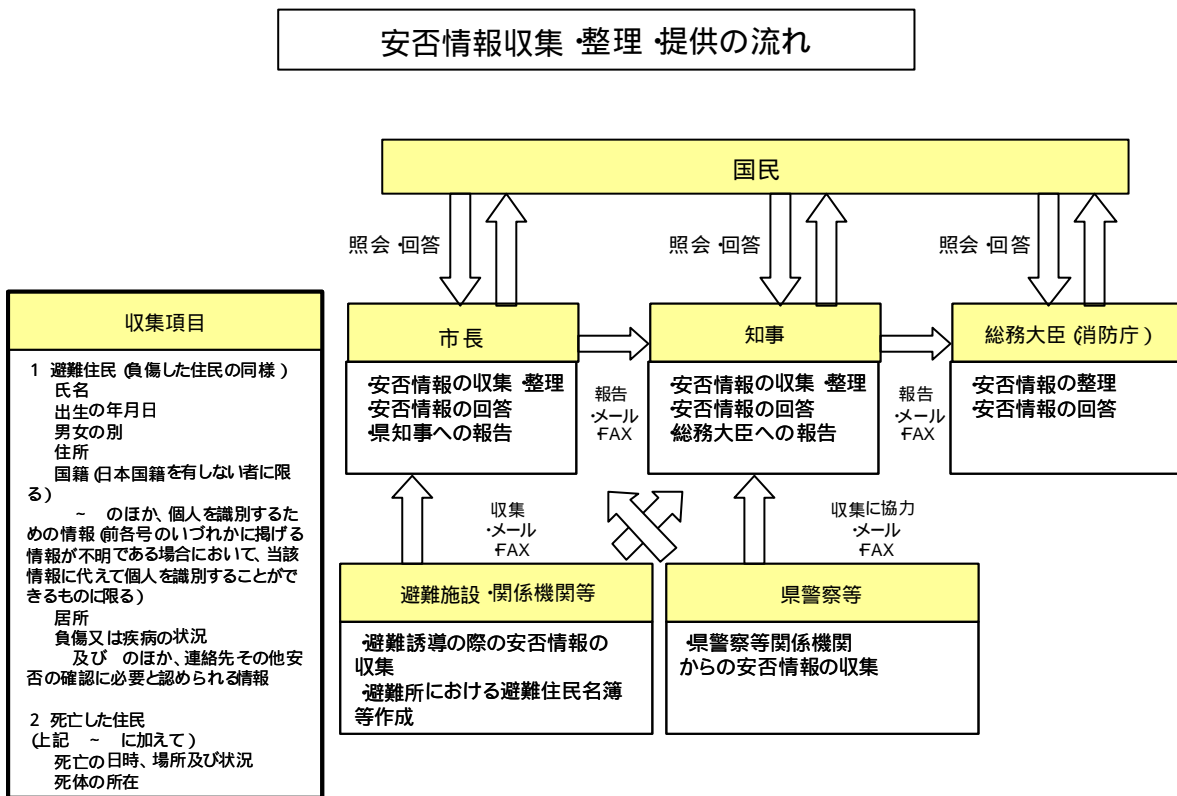 安否情報収集・整理・提供の流れ
国民
照会・回答
照会・回答
照会・回答
収集項目
1 避難住民(負傷した住民の同様)
氏名
出生の年月日
男女の別
住所
国籍(日本国籍を有しない者に限
る)
～ のほか、個人を識別するた
めの情報(前各号のいづれかに掲げる
情報が不明である場合において、当該
情報に代えて個人を識別することがで
きるものに限る)
居所
負傷又は疾病の状況
及び のほか、連絡先その他安
否の確認に必要と認められる情報
2 死亡した住民
(上記 ～ に加えて)
死亡の日時、場所及び状況
死体の所在
市長
・安否情報の収集・整理
・安否情報の回答
・県知事への報告
報告
・メール
・FAX
知事
・安否情報の収集・整理
・安否情報の回答
・総務大臣への報告
報告
・メール
・FAX
総務大臣(消防庁)
・安否情報の整理
・安否情報の回答
収集
・メール
・FAX
収集に協力
・メール
・FAX
避難施設・関係機関等
・避難誘導の際の安否情報の
収集
・避難所における避難住民名簿
等作成
県警察等
・県警察等関係機関
からの安否情報の収集